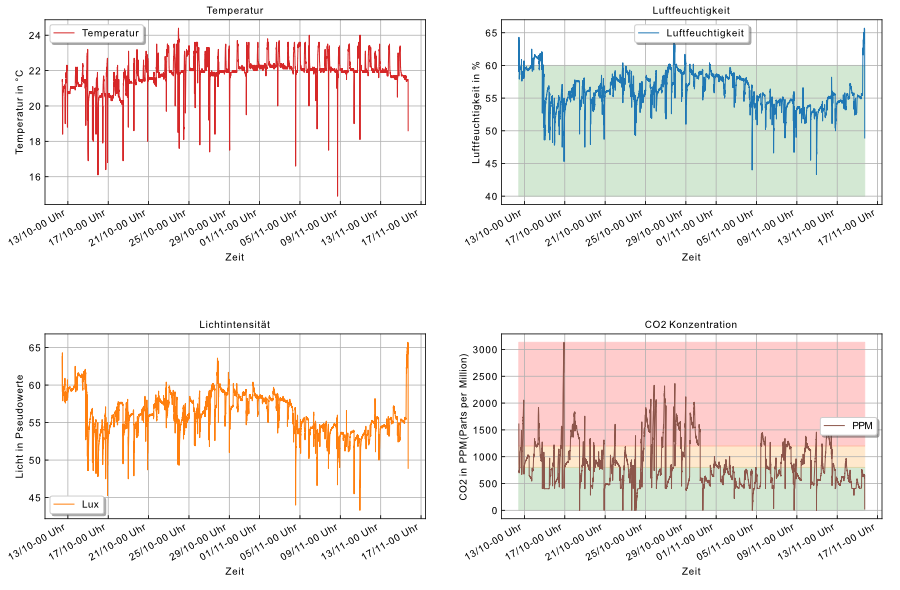 Temperatur
Temperatur in °C
24
22
20
18
16
Temperatur
13/10-00 Uhr
17/10-00 Uhr
21/10-00 Uhr
25/10-00 Uhr
29/10-00 Uhr
01/11-00 Uhr
05/11-00 Uhr
09/11-00 Uhr
13/11-00 Uhr
17/11-00 Uhr
Zeit
Luftfeuchtigkeit
Luftfeuchtigkeit in %
65
60
55
50
45
40
Luftfeuchtigkeit
13/10-00 Uhr
17/10-00 Uhr
21/10-00 Uhr
25/10-00 Uhr
29/10-00 Uhr
01/11-00 Uhr
05/11-00 Uhr
09/11-00 Uhr
13/11-00 Uhr
17/11-00 Uhr
Zeit
Lichtintensität
Licht in Pseudowerte
65
60
55
50
45
Lux
13/10-00 Uhr
17/10-00 Uhr
21/10-00 Uhr
25/10-00 Uhr
29/10-00 Uhr
01/11-00 Uhr
05/11-00 Uhr
09/11-00 Uhr
13/11-00 Uhr
17/11-00 Uhr
Zeit
CO2 Konzentration
CO2 in PPM(Parts per Million)
3000
2500
2000
1500
1000
500
0
PPM
13/10-00 Uhr
17/10-00 Uhr
21/10-00 Uhr
25/10-00 Uhr
29/10-00 Uhr
01/11-00 Uhr
05/11-00 Uhr
09/11-00 Uhr
13/11-00 Uhr
17/11-00 Uhr
Zeit